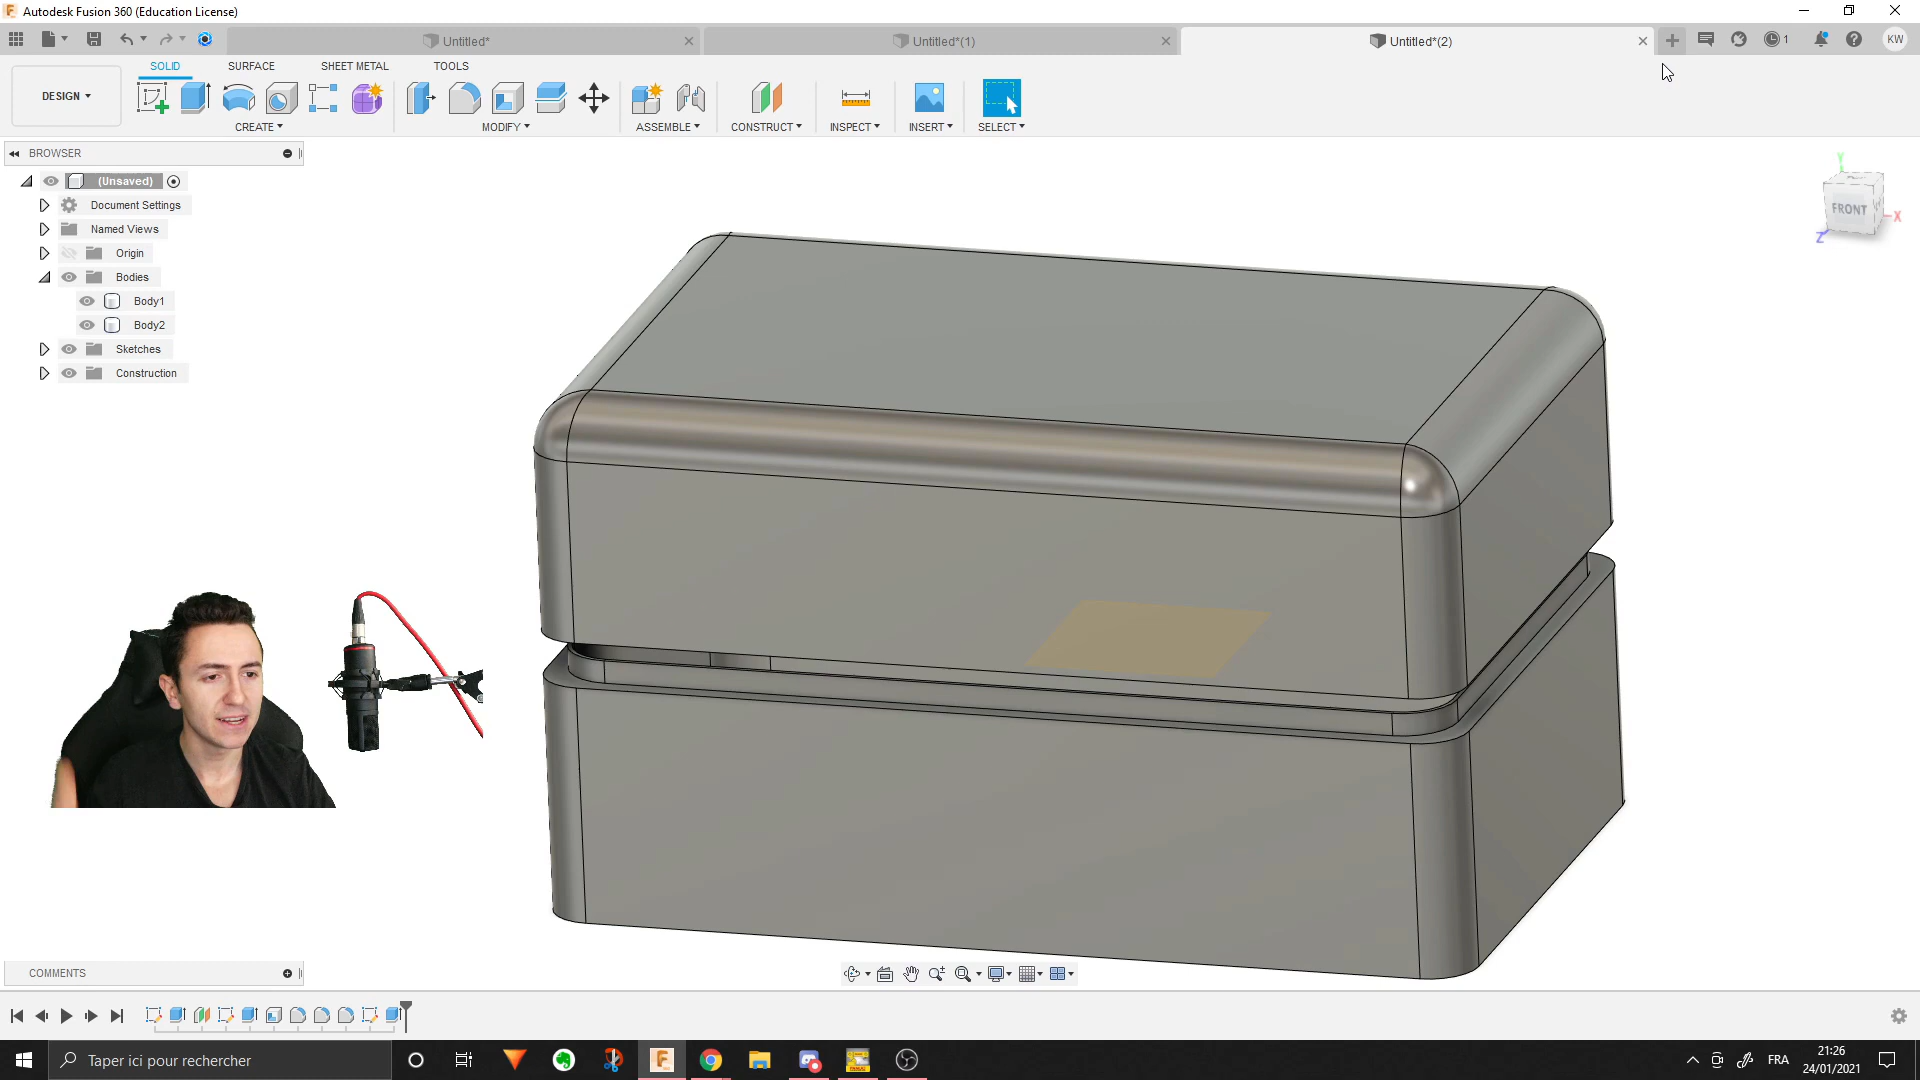 Autodesk Fusion 360 (Education License)
Untitled*
Untitled*(1)
Untitled*(2)
1
KW
DESIGN
SOLID
SURFACE
SHEET METAL
TOOLS
CREATE
MODIFY
ASSEMBLE
CONSTRUCT
INSPECT
INSERT
SELECT
BROWSER
(Unsaved)
Document Settings
Named Views
Origin
Bodies
Body1
Body2
Sketches
Construction
Y
FRONT
X
Z
COMMENTS
Taper ici pour rechercher
FRA
21:26
24/01/2021